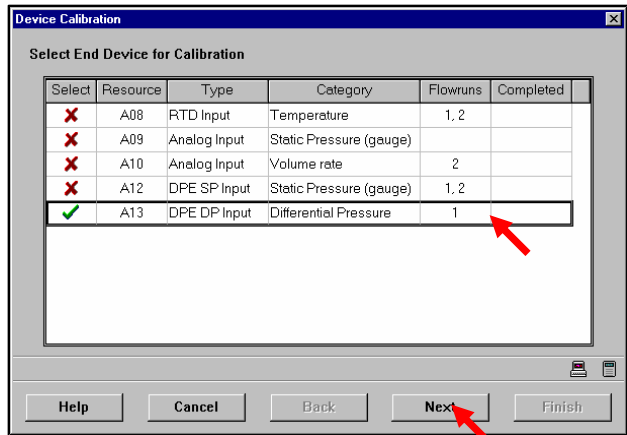 Device Calibration
Select End Device for Calibration
Select Resource Type Category Flowruns Completed
A08 RTD Input Temperature 1, 2
A09 Analog Input Static Pressure (gauge)
A10 Analog Input Volume rate 2
A12 DPE SP Input Static Pressure (gauge) 1, 2
A13 DPE DP Input Differential Pressure 1
Help Cancel Back Next Finish